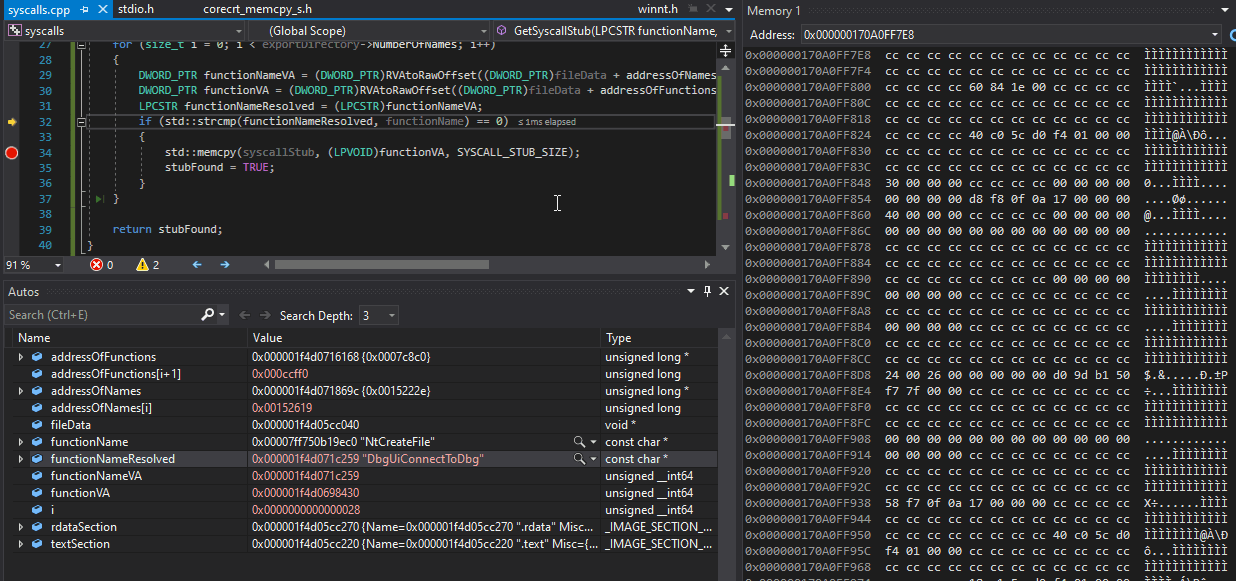 syscalls.cpp
stdio.h
corecrt_memcpy_s.h
winnt.h
syscalls
(Global Scope)
GetSyscallStub(LPCSTR functionName,
27 for (size_t i = 0; i < exportDirectory->NumberOfNames; i++)
28 {
29 DWORD_PTR functionNameVA = (DWORD_PTR)RVAtoRawOffset((DWORD_PTR)fileData + addressOfNames
30 DWORD_PTR functionVA = (DWORD_PTR)RVAtoRawOffset((DWORD_PTR)fileData + addressOfFunctions
31 LPCSTR functionNameResolved = (LPCSTR)functionNameVA;
32 if (std::strcmp(functionNameResolved, functionName) == 0) ≤ 1ms elapsed
33 {
34 std::memcpy(syscallStub, (LPVOID)functionVA, SYSCALL_STUB_SIZE);
35 stubFound = TRUE;
36 }
37 }
38
39 return stubFound;
40 }
91 %
0
2
Autos
Search (Ctrl+E)
Search Depth: 3
Name Value Type
addressOfFunctions 0x000001f4d0716168 {0x0007c8c0} unsigned long *
addressOfFunctions[i+1] 0x000ccff0 unsigned long
addressOfNames 0x000001f4d071869c {0x0015222e} unsigned long *
addressOfNames[i] 0x00152619 unsigned long
fileData 0x000001f4d05cc040 void *
functionName 0x00007ff750b19ec0 "NtCreateFile" const char *
functionNameResolved 0x000001f4d071c259 "DbgUiConnectToDbg" const char *
functionNameVA 0x000001f4d071c259 unsigned __int64
functionVA 0x000001f4d0698430 unsigned __int64
i 0x0000000000000028 unsigned __int64
rdataSection 0x000001f4d05cc270 {Name=0x000001f4d05cc270 ".rdata" Misc... _IMAGE_SECTION_...
textSection 0x000001f4d05cc220 {Name=0x000001f4d05cc220 ".text" Misc={... _IMAGE_SECTION_...
Memory 1
Address: 0x000000170A0FF7E8
0x000000170A0FF7E8 cc cc cc cc cc cc cc cc cc cc cc cc ÌÌÌÌÌÌÌÌÌÌÌÌ
0x000000170A0FF7F4 cc cc cc cc cc cc cc cc cc cc cc cc ÌÌÌÌÌÌÌÌÌÌÌÌ
0x000000170A0FF800 cc cc cc cc 60 84 1e 00 cc cc cc cc
0x000000170A0FF80C cc cc cc cc cc cc cc cc cc cc cc cc ÌÌÌÌÌÌÌÌÌÌÌÌ
0x000000170A0FF818 cc cc cc cc cc cc cc cc cc cc cc cc ÌÌÌÌÌÌÌÌÌÌÌÌ
0x000000170A0FF824 cc cc cc cc 40 c0 5c d0 f4 01 00 00 ÌÌÌÌ@À\Ðô...
0x000000170A0FF830 cc cc cc cc cc cc cc cc cc cc cc cc ÌÌÌÌÌÌÌÌÌÌÌÌ
0x000000170A0FF83C cc cc cc cc cc cc cc cc cc cc cc cc ÌÌÌÌÌÌÌÌÌÌÌÌ
0x000000170A0FF848 30 00 00 00 cc cc cc cc 00 00 00 00 0...ÌÌÌÌ....
0x000000170A0FF854 00 00 00 00 d8 f8 0f 0a 17 00 00 00 ....Øø......
0x000000170A0FF860 40 00 00 00 cc cc cc cc 00 00 00 00 @...ÌÌÌÌ....
0x000000170A0FF86C 00 00 00 00 00 00 00 00 00 00 00 00 ............
0x000000170A0FF878 cc cc cc cc cc cc cc cc cc cc cc cc ÌÌÌÌÌÌÌÌÌÌÌÌ
0x000000170A0FF884 cc cc cc cc cc cc cc cc cc cc cc cc ÌÌÌÌÌÌÌÌÌÌÌÌ
0x000000170A0FF890 cc cc cc cc cc cc cc cc 00 00 00 00 ÌÌÌÌÌÌÌÌ....
0x000000170A0FF89C 00 00 00 00 cc cc cc cc cc cc cc cc ....ÌÌÌÌÌÌÌÌ
0x000000170A0FF8A8 cc cc cc cc cc cc cc cc cc cc cc cc ÌÌÌÌÌÌÌÌÌÌÌÌ
0x000000170A0FF8B4 00 00 00 00 cc cc cc cc cc cc cc cc ....ÌÌÌÌÌÌÌÌ
0x000000170A0FF8C0 cc cc cc cc cc cc cc cc cc cc cc cc ÌÌÌÌÌÌÌÌÌÌÌÌ
0x000000170A0FF8CC cc cc cc cc cc cc cc cc cc cc cc cc ÌÌÌÌÌÌÌÌÌÌÌÌ
0x000000170A0FF8D8 24 00 26 00 00 00 00 00 d0 9d b1 50 $.&.....Ð.±P
0x000000170A0FF8E4 f7 7f 00 00 cc cc cc cc cc cc cc cc ÷...ÌÌÌÌÌÌÌÌ
0x000000170A0FF8F0 cc cc cc cc cc cc cc cc cc cc cc cc ÌÌÌÌÌÌÌÌÌÌÌÌ
0x000000170A0FF8FC cc cc cc cc cc cc cc cc cc cc cc cc ÌÌÌÌÌÌÌÌÌÌÌÌ
0x000000170A0FF908 00 00 00 00 00 00 00 00 00 00 00 00 ............
0x000000170A0FF914 00 00 00 00 cc cc cc cc cc cc cc cc ....ÌÌÌÌÌÌÌÌ
0x000000170A0FF920 cc cc cc cc cc cc cc cc cc cc cc cc ÌÌÌÌÌÌÌÌÌÌÌÌ
0x000000170A0FF92C cc cc cc cc cc cc cc cc cc cc cc cc ÌÌÌÌÌÌÌÌÌÌÌÌ
0x000000170A0FF938 58 f7 0f 0a 17 00 00 00 cc cc cc cc X÷......ÌÌÌÌ
0x000000170A0FF944 cc cc cc cc cc cc cc cc cc cc cc cc ÌÌÌÌÌÌÌÌÌÌÌÌ
0x000000170A0FF950 cc cc cc cc cc cc cc cc 40 c0 5c d0 ÌÌÌÌÌÌÌÌ@À\Ð
0x000000170A0FF95C f4 01 00 00 cc cc cc cc cc cc cc cc ô...ÌÌÌÌÌÌÌÌ
0x000000170A0FF968 cc cc cc cc cc cc cc cc cc cc cc cc ÌÌÌÌÌÌÌÌÌÌÌÌ